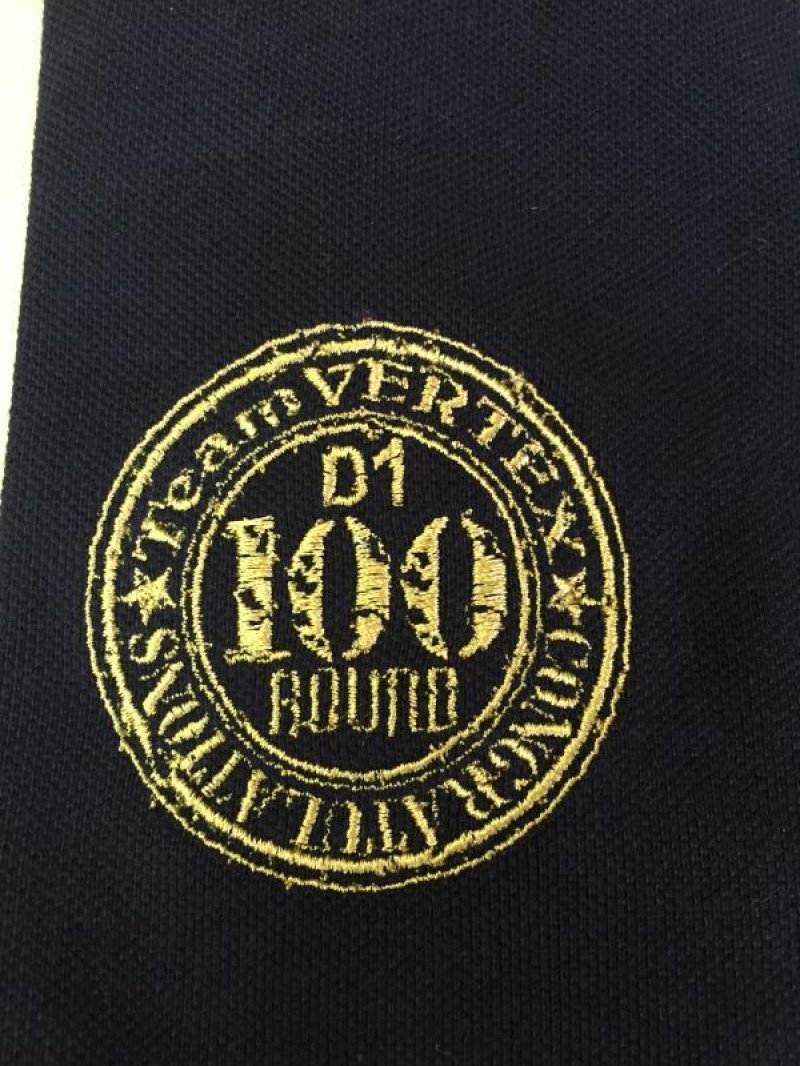 Team VERTEX
D1
100
ROUND
CONGRATULATIONS